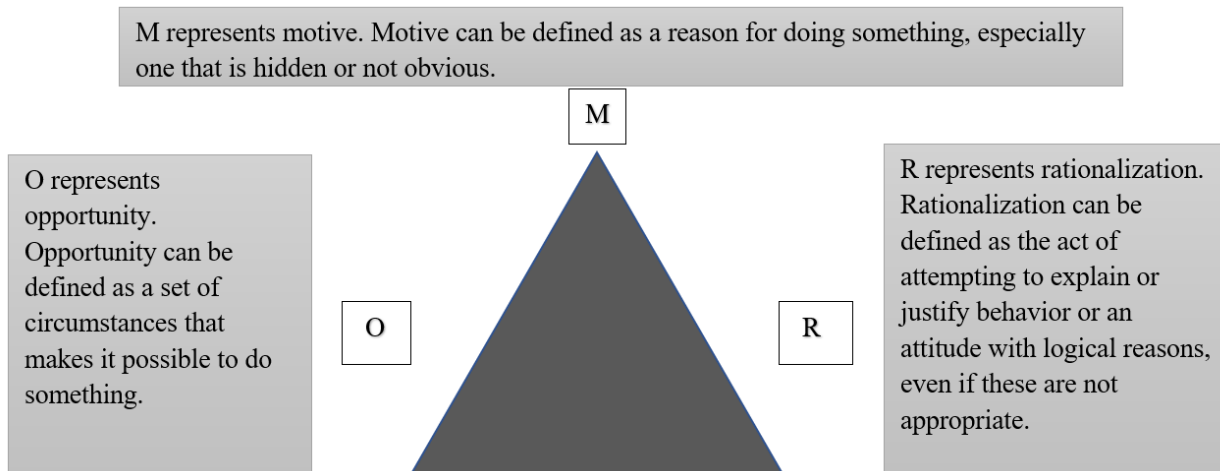 M represents motive. Motive can be defined as a reason for doing something, especially
one that is hidden or not obvious.
M
O represents
opportunity.
Opportunity can be
defined as a set of
circumstances that
makes it possible to do
something.
O
R
R represents rationalization.
Rationalization can be
defined as the act of
attempting to explain or
justify behavior or an
attitude with logical reasons,
even if these are not
appropriate.